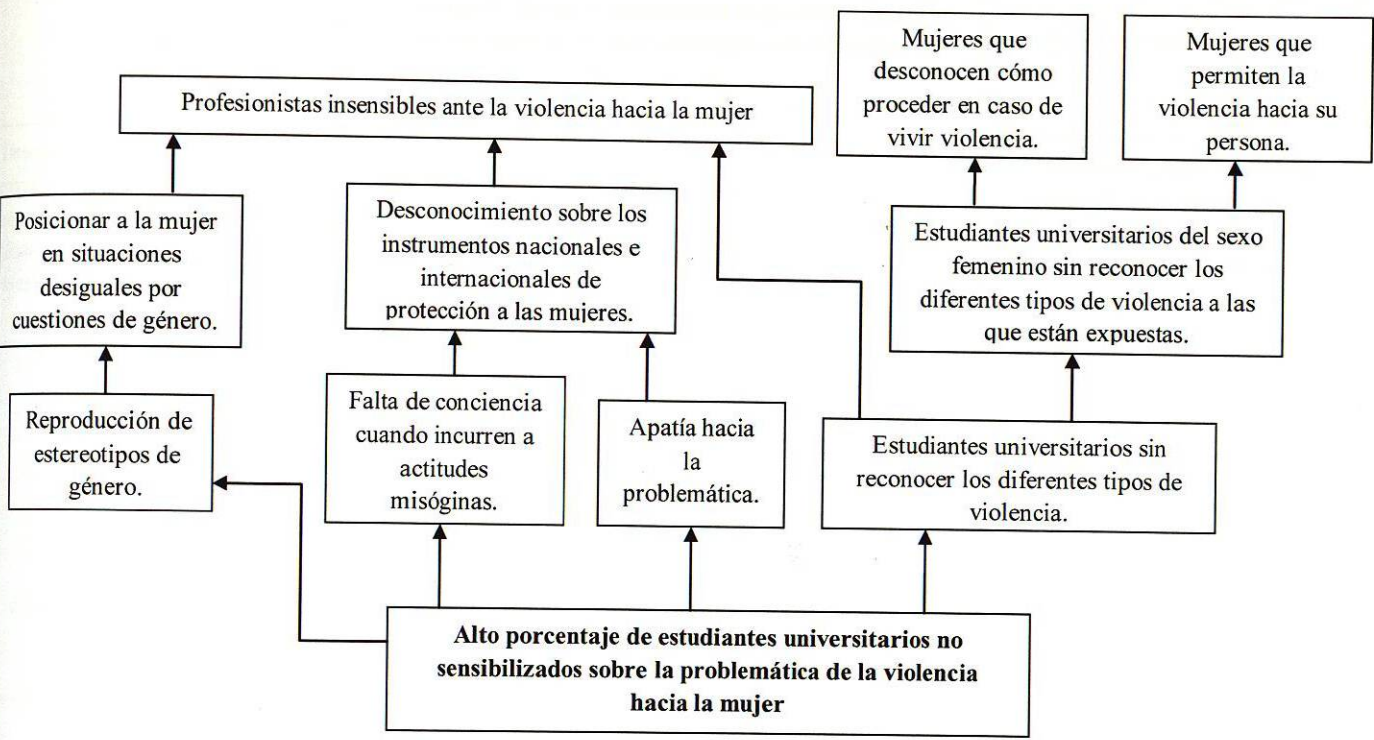 Profesionistas insensibles ante la violencia hacia la mujer
Mujeres que
desconocen cómo
proceder en caso de
vivir violencia.
Mujeres que
permiten la
violencia hacia su
persona.
Posicionar a la mujer
en situaciones
desiguales por
cuestiones de género.
Desconocimiento sobre los
instrumentos nacionales e
internacionales de
protección a las mujeres.
Estudiantes universitarios del sexo
femenino sin reconocer los
diferentes tipos de violencia a las
que están expuestas.
Reproducción de
estereotipos de
género.
Falta de conciencia
cuando incurren a
actitudes
misóginas.
Apatía hacia
la
problemática.
Estudiantes universitarios sin
reconocer los diferentes tipos de
violencia.
Alto porcentaje de estudiantes universitarios no
sensibilizados sobre la problemática de la violencia
hacia la mujer